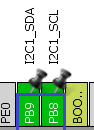 I2C1_SDA
I2C1_SCL
PE0
PB9
PB8
BOO..